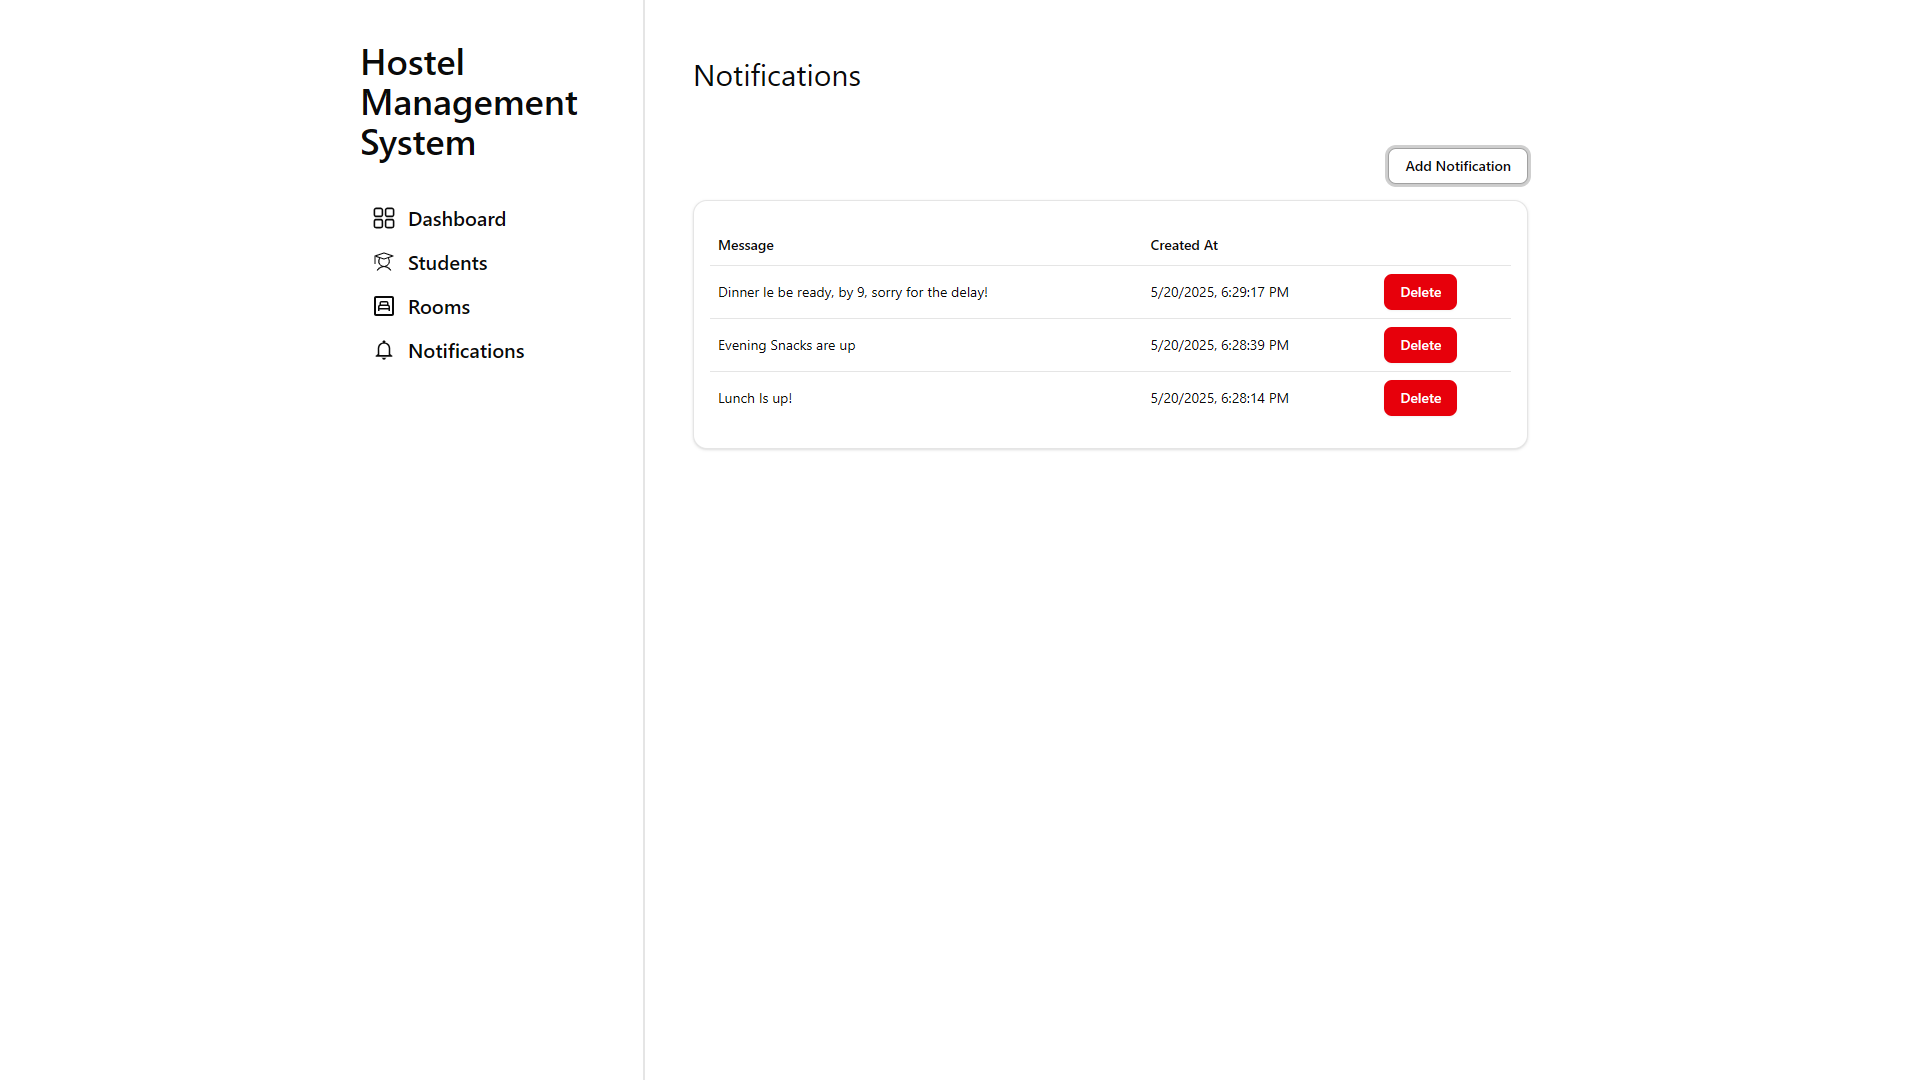 Hostel
Management
System
Dashboard
Students
Rooms
Notifications
Notifications
Add Notification
Message Created At
Dinner le be ready, by 9, sorry for the delay! 5/20/2025, 6:29:17 PM Delete
Evening Snacks are up 5/20/2025, 6:28:39 PM Delete
Lunch Is up! 5/20/2025, 6:28:14 PM Delete